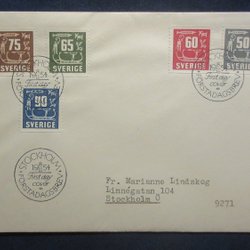 75
SVERIGE
65
SVERIGE
60
SVERIGE
50
SVERIGE
90
SVERIGE
STOCKHOLM
1954
First day
cover
FÖRSTADAGSBREV
Fr. Marianne Lindskog
Linnégatan 104
Stockholm Ö
9271